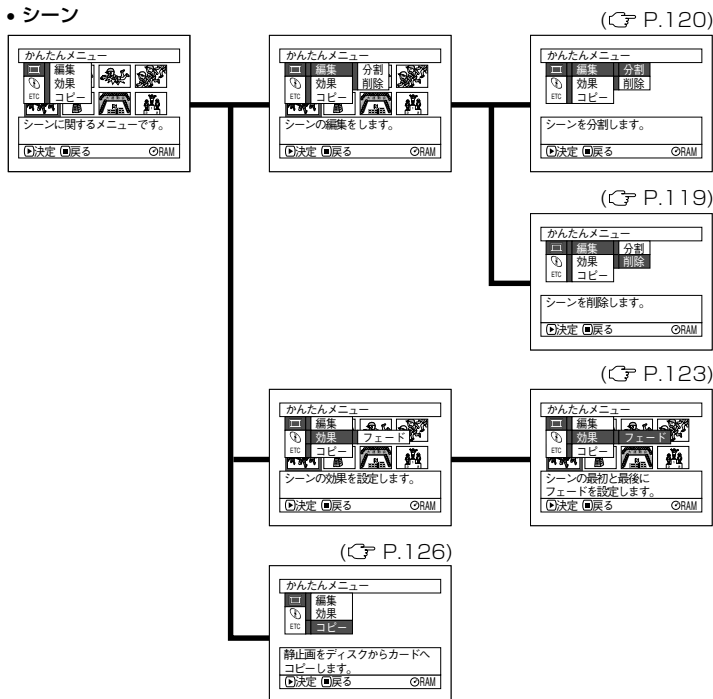 • シーン
かんたんメニュー
編集
効果
ETC コピー
シーンに関するメニューです。
決定 戻る RAM
かんたんメニュー
編集 分割
効果 削除
ETC コピー
シーンの編集をします。
決定 戻る RAM
(P.120)
かんたんメニュー
編集 分割
効果 削除
ETC コピー
シーンを分割します。
決定 戻る RAM
(P.119)
かんたんメニュー
編集 分割
効果 削除
ETC コピー
シーンを削除します。
決定 戻る RAM
かんたんメニュー
編集
効果 フェード
ETC コピー
シーンの効果を設定します。
決定 戻る RAM
(P.123)
かんたんメニュー
編集
効果 フェード
ETC コピー
シーンの最初と最後に
フェードを設定します。
決定 戻る RAM
(P.126)
かんたんメニュー
編集
効果
ETC コピー
静止画をディスクからカードへ
コピーします。
決定 戻る RAM